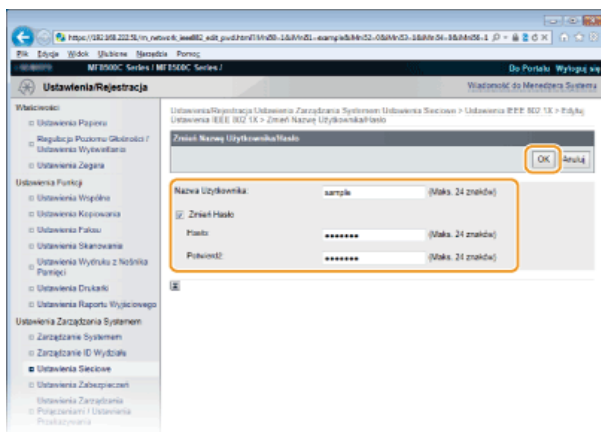 Plik Edycja Widok Ulubione Narzędzia Pomoc
MF8500C Series / MF8500C Series /
Do Portalu Wyloguj się
Ustawienia/Rejestracja
Wiadomość do Menedżera Systemu
Właściwości
Ustawienia Papieru
Regulacja Poziomu Głośności /
Ustawienia Wyświetlania
Ustawienia Zegara
Ustawienia Funkcji
Ustawienia Wspólne
Ustawienia Kopiowania
Ustawienia Faksu
Ustawienia Skanowania
Ustawienia Wydruku z Nośnika
Pamięci
Ustawienia Drukarki
Ustawienia Raportu Wyjściowego
Ustawienia Zarządzania Systemem
Zarządzanie Systemem
Zarządzanie ID Wydziału
Ustawienia Sieciowe
Ustawienia Zabezpieczeń
Ustawienia Zarządzania
Połączeniami / Ustawienia
Przekazywania
Ustawienia/Rejestracja Ustawienia Zarządzania Systemem Ustawienia Sieciowe > Ustawienia IEEE 802.1X > Edytuj
Ustawienia IEEE 802.1X > Zmień Nazwę Użytkownika/Hasło
Zmień Nazwę Użytkownika/Hasło
OK Anuluj
Nazwa Użytkownika: sample (Maks. 24 znaków)
Zmień Hasło
Hasło: (Maks. 24 znaków)
Potwierdź: (Maks. 24 znaków)